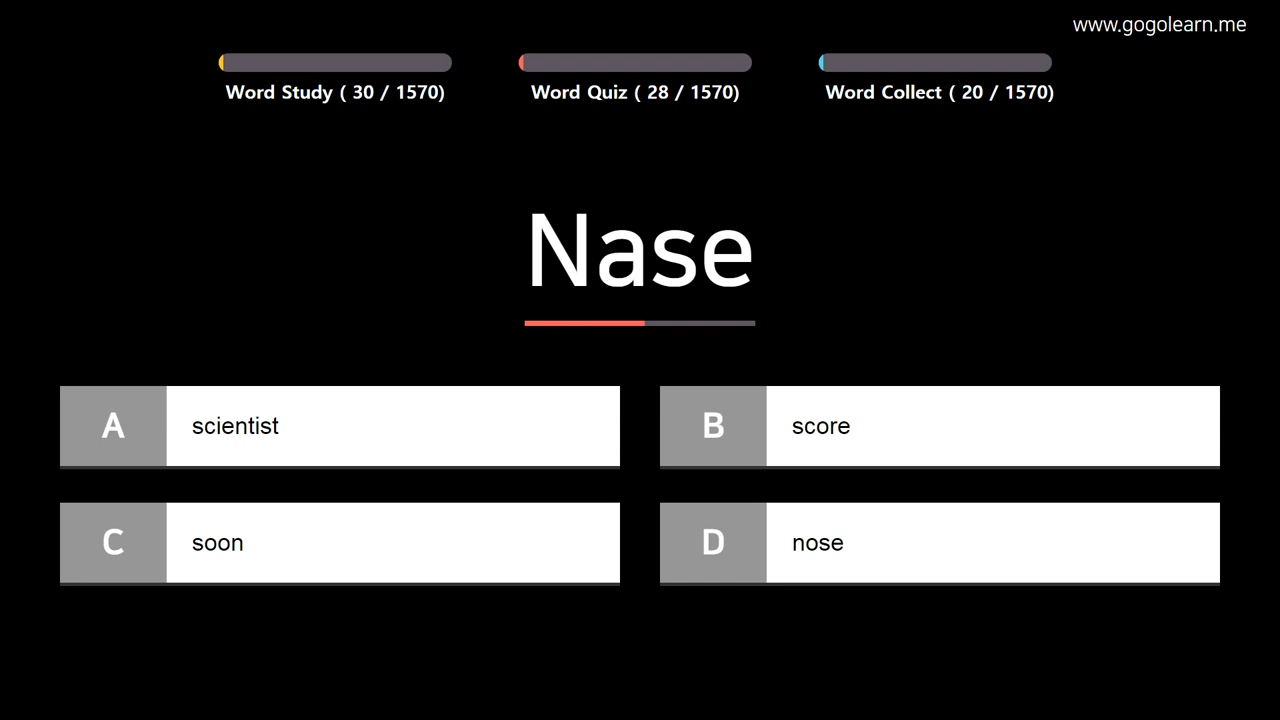 www.gogolearn.me
Word Study ( 30 / 1570)
Word Quiz ( 28 / 1570)
Word Collect ( 20 / 1570)
Nase
A scientist
B score
C soon
D nose